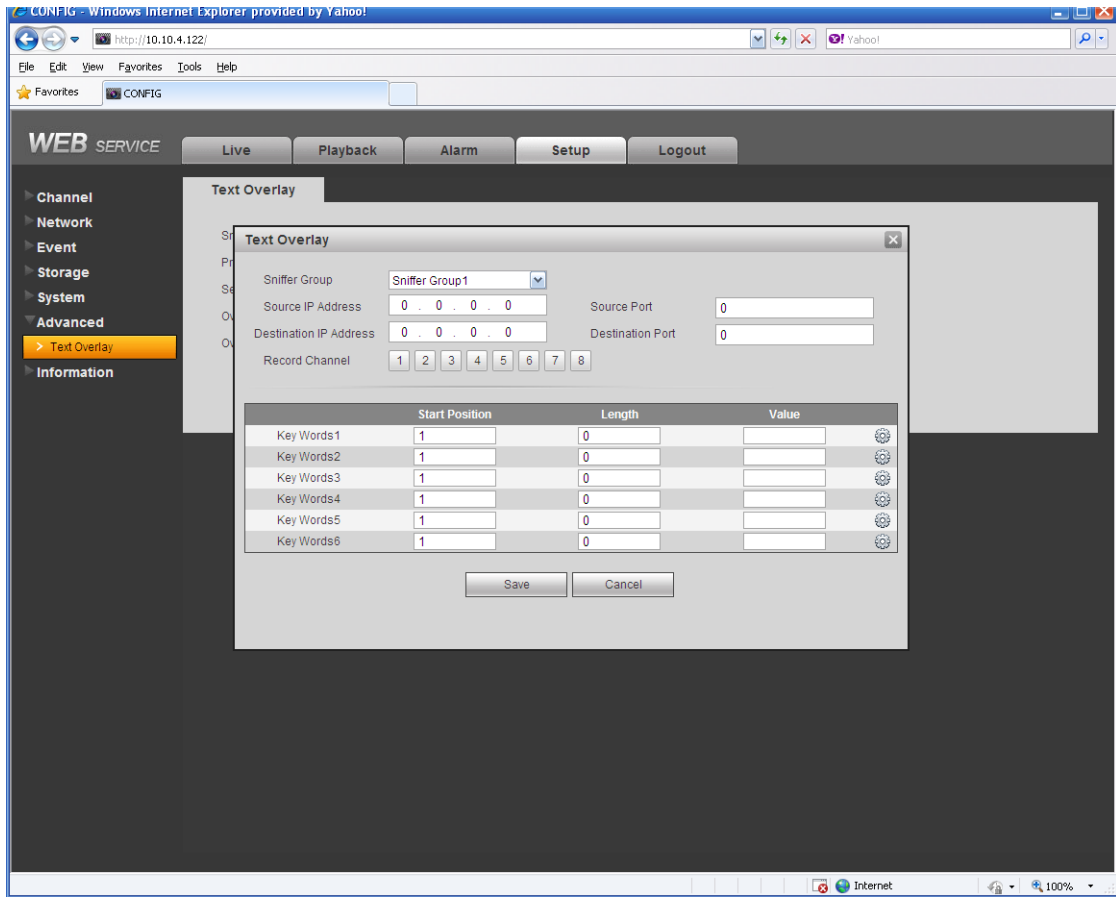 CONFIG - Windows Internet Explorer provided by Yahoo!
http://10.10.4.122/ Yahoo!
File Edit View Favorites Tools Help
Favorites CONFIG
WEB SERVICE Live Playback Alarm Setup Logout
Channel
Network
Event
Storage
System
Advanced
> Text Overlay
Information
Text Overlay
Sn
Pr
Se
Ov
Ov
Text Overlay
Sniffer Group Sniffer Group1
Source IP Address 0 . 0 . 0 . 0 Source Port 0
Destination IP Address 0 . 0 . 0 . 0 Destination Port 0
Record Channel 1 2 3 4 5 6 7 8
Start Position Length Value
Key Words1 1 0
Key Words2 1 0
Key Words3 1 0
Key Words4 1 0
Key Words5 1 0
Key Words6 1 0
Save Cancel
Internet 100%